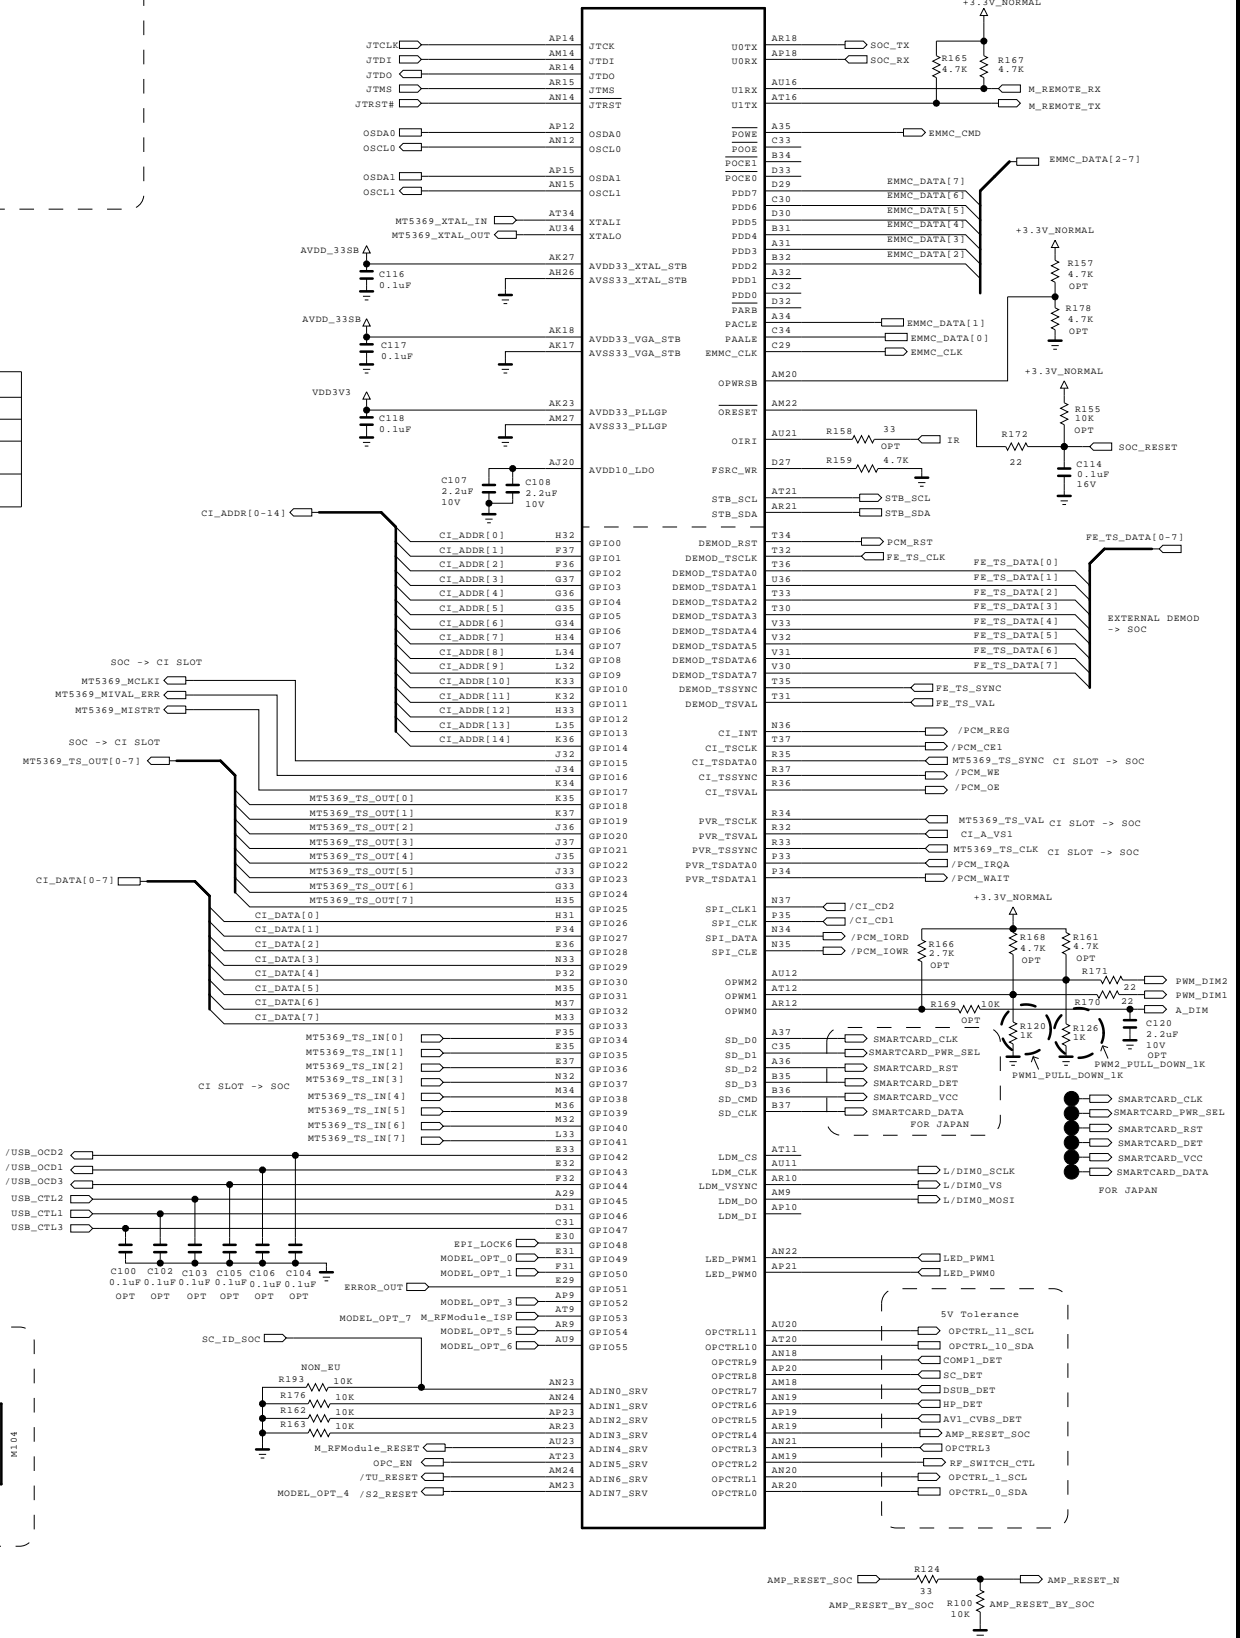 +3.3V_NORMAL
JTCLK AP14 JTCK
JTDI AM14 JTDI
JTDO AR14 JTDO
JTMS AR15 JTMS
JTRST# AN14 JTRST
OSDA0 AP12 OSDA0
OSCL0 AN12 OSCL0
OSDA1 AP15 OSDA1
OSCL1 AN15 OSCL1
MT5369_XTAL_IN AT34 XTALI
MT5369_XTAL_OUT AU34 XTALO
AVDD_33SB
AK27 AVDD33_XTAL_STB
C116
0.1uF
AH26 AVSS33_XTAL_STB
AVDD_33SB
AK18 AVDD33_VGA_STB
C117
0.1uF
AK17 AVSS33_VGA_STB
VDD3V3
AK23 AVDD33_PLLGP
C118
0.1uF
AM27 AVSS33_PLLGP
AJ20 AVDD10_LDO
C107
2.2uF
10V
C108
2.2uF
10V
U0TX AR18 SOC_TX
U0RX AP18 SOC_RX
R165
4.7K
R167
4.7K
U1RX AU16 M_REMOTE_RX
U1TX AT16 M_REMOTE_TX
POWE A35 EMMC_CMD
POOE C33
POCE1 B34
POCE0 D33
EMMC_DATA[2-7]
PDD7 D29 EMMC_DATA[7]
PDD6 C30 EMMC_DATA[6]
PDD5 D30 EMMC_DATA[5]
PDD4 B31 EMMC_DATA[4]
PDD3 A31 EMMC_DATA[3]
PDD2 B32 EMMC_DATA[2]
PDD1 A32
PDD0 C32
PARB D32
PACLE A34 EMMC_DATA[1]
PAALE C34 EMMC_DATA[0]
EMMC_CLK C29 EMMC_CLK
+3.3V_NORMAL
R157
4.7K
OPT
R178
4.7K
OPT
OPWRSB AM20
ORESET AM22
+3.3V_NORMAL
R155
10K
OPT
R172
22
SOC_RESET
C114
0.1uF
16V
OIRI AU21 R158 33 OPT IR
FSRC_WR D27 R159 4.7K
STB_SCL AT21 STB_SCL
STB_SDA AR21 STB_SDA
CI_ADDR[0-14]
CI_ADDR[0] H32 GPIO0
CI_ADDR[1] F37 GPIO1
CI_ADDR[2] F36 GPIO2
CI_ADDR[3] G37 GPIO3
CI_ADDR[4] G36 GPIO4
CI_ADDR[5] G35 GPIO5
CI_ADDR[6] G34 GPIO6
CI_ADDR[7] H34 GPIO7
CI_ADDR[8] L34 GPIO8
CI_ADDR[9] L32 GPIO9
CI_ADDR[10] K33 GPIO10
CI_ADDR[11] K32 GPIO11
CI_ADDR[12] H33 GPIO12
CI_ADDR[13] L35 GPIO13
CI_ADDR[14] K36 GPIO14
SOC -> CI SLOT
MT5369_MCLKI J32 GPIO15
MT5369_MIVAL_ERR J34 GPIO16
MT5369_MISTRT K34 GPIO17
SOC -> CI SLOT
MT5369_TS_OUT[0-7]
MT5369_TS_OUT[0] K35 GPIO18
MT5369_TS_OUT[1] K37 GPIO19
MT5369_TS_OUT[2] J36 GPIO20
MT5369_TS_OUT[3] J37 GPIO21
MT5369_TS_OUT[4] J35 GPIO22
MT5369_TS_OUT[5] J33 GPIO23
MT5369_TS_OUT[6] G33 GPIO24
MT5369_TS_OUT[7] H35 GPIO25
CI_DATA[0-7]
CI_DATA[0] H31 GPIO26
CI_DATA[1] F34 GPIO27
CI_DATA[2] E36 GPIO28
CI_DATA[3] N33 GPIO29
CI_DATA[4] P32 GPIO30
CI_DATA[5] M35 GPIO31
CI_DATA[6] M37 GPIO32
CI_DATA[7] M33 GPIO33
MT5369_TS_IN[0] F35 GPIO34
MT5369_TS_IN[1] E35 GPIO35
MT5369_TS_IN[2] E37 GPIO36
MT5369_TS_IN[3] N32 GPIO37
CI SLOT -> SOC
MT5369_TS_IN[4] M34 GPIO38
MT5369_TS_IN[5] M36 GPIO39
MT5369_TS_IN[6] M32 GPIO40
MT5369_TS_IN[7] L33 GPIO41
/USB_OCD2 E33 GPIO42
/USB_OCD1 E32 GPIO43
/USB_OCD3 F32 GPIO44
USB_CTL2 A29 GPIO45
USB_CTL1 D31 GPIO46
USB_CTL3 C31 GPIO47
EPI_LOCK6 E30 GPIO48
MODEL_OPT_0 E31 GPIO49
MODEL_OPT_1 F31 GPIO50
ERROR_OUT E29 GPIO51
MODEL_OPT_3 AP9 GPIO52
MODEL_OPT_7 M_RFModule_ISP AT9 GPIO53
MODEL_OPT_5 AR9 GPIO54
MODEL_OPT_6 AU9 GPIO55
C100 C102 C103 C105 C106 C104
0.1uF 0.1uF 0.1uF 0.1uF 0.1uF 0.1uF
OPT OPT OPT OPT OPT OPT
SC_ID_SOC
NON_EU
R193 10K AN23 ADIN0_SRV
R176 10K AN24 ADIN1_SRV
R162 10K AP23 ADIN2_SRV
R163 10K AR23 ADIN3_SRV
M_RFModule_RESET AU23 ADIN4_SRV
OPC_EN AT23 ADIN5_SRV
/TU_RESET AM24 ADIN6_SRV
MODEL_OPT_4 /S2_RESET AM23 ADIN7_SRV
M104
DEMOD_RST T34 PCM_RST
DEMOD_TSCLK T32 FE_TS_CLK
FE_TS_DATA[0-7]
DEMOD_TSDATA0 T36 FE_TS_DATA[0]
DEMOD_TSDATA1 U36 FE_TS_DATA[1]
DEMOD_TSDATA2 T33 FE_TS_DATA[2]
DEMOD_TSDATA3 T30 FE_TS_DATA[3]
DEMOD_TSDATA4 V33 FE_TS_DATA[4]
DEMOD_TSDATA5 V32 FE_TS_DATA[5]
DEMOD_TSDATA6 V31 FE_TS_DATA[6]
DEMOD_TSDATA7 V30 FE_TS_DATA[7]
EXTERNAL DEMOD
-> SOC
DEMOD_TSSYNC T35 FE_TS_SYNC
DEMOD_TSVAL T31 FE_TS_VAL
CI_INT N36 /PCM_REG
CI_TSCLK T37 /PCM_CE1
CI_TSDATA0 R35 MT5369_TS_SYNC CI SLOT -> SOC
CI_TSSYNC R37 /PCM_WE
CI_TSVAL R36 /PCM_OE
PVR_TSCLK R34 MT5369_TS_VAL CI SLOT -> SOC
PVR_TSVAL R32 CI_A_VS1
PVR_TSSYNC R33 MT5369_TS_CLK CI SLOT -> SOC
PVR_TSDATA0 P33 /PCM_IRQA
PVR_TSDATA1 P34 /PCM_WAIT
SPI_CLK1 N37 /CI_CD2
SPI_CLK P35 /CI_CD1
SPI_DATA N34 /PCM_IORD
SPI_CLE N35 /PCM_IOWR
+3.3V_NORMAL
R166
2.7K
OPT
R168
4.7K
OPT
R161
4.7K
OPT
OPWM2 AU12 R171 22 PWM_DIM2
OPWM1 AT12 R170 22 PWM_DIM1
OPWM0 AR12 R169 10K OPT A_DIM
R120
1K
R126
1K
C120
2.2uF
10V
OPT
PWM2_PULL_DOWN_1K
PWM1_PULL_DOWN_1K
SD_D0 A37 SMARTCARD_CLK
SD_D1 C35 SMARTCARD_PWR_SEL
SD_D2 A36 SMARTCARD_RST
SD_D3 B35 SMARTCARD_DET
SD_CMD B36 SMARTCARD_VCC
SD_CLK B37 SMARTCARD_DATA
FOR JAPAN
SMARTCARD_CLK
SMARTCARD_PWR_SEL
SMARTCARD_RST
SMARTCARD_DET
SMARTCARD_VCC
SMARTCARD_DATA
FOR JAPAN
LDM_CS AT11
LDM_CLK AU11 L/DIM0_SCLK
LDM_VSYNC AR10 L/DIM0_VS
LDM_DO AM9 L/DIM0_MOSI
LDM_DI AP10
LED_PWM1 AN22 LED_PWM1
LED_PWM0 AP21 LED_PWM0
5V Tolerance
OPCTRL11 AU20 OPCTRL_11_SCL
OPCTRL10 AT20 OPCTRL_10_SDA
OPCTRL9 AN18 COMP1_DET
OPCTRL8 AP20 SC_DET
OPCTRL7 AM18 DSUB_DET
OPCTRL6 AN19 HP_DET
OPCTRL5 AP19 AV1_CVBS_DET
OPCTRL4 AR19 AMP_RESET_SOC
OPCTRL3 AN21 OPCTRL3
OPCTRL2 AM19 RF_SWITCH_CTL
OPCTRL1 AN20 OPCTRL_1_SCL
OPCTRL0 AR20 OPCTRL_0_SDA
AMP_RESET_SOC R124 33 AMP_RESET_N
AMP_RESET_BY_SOC
R100
10K
AMP_RESET_BY_SOC